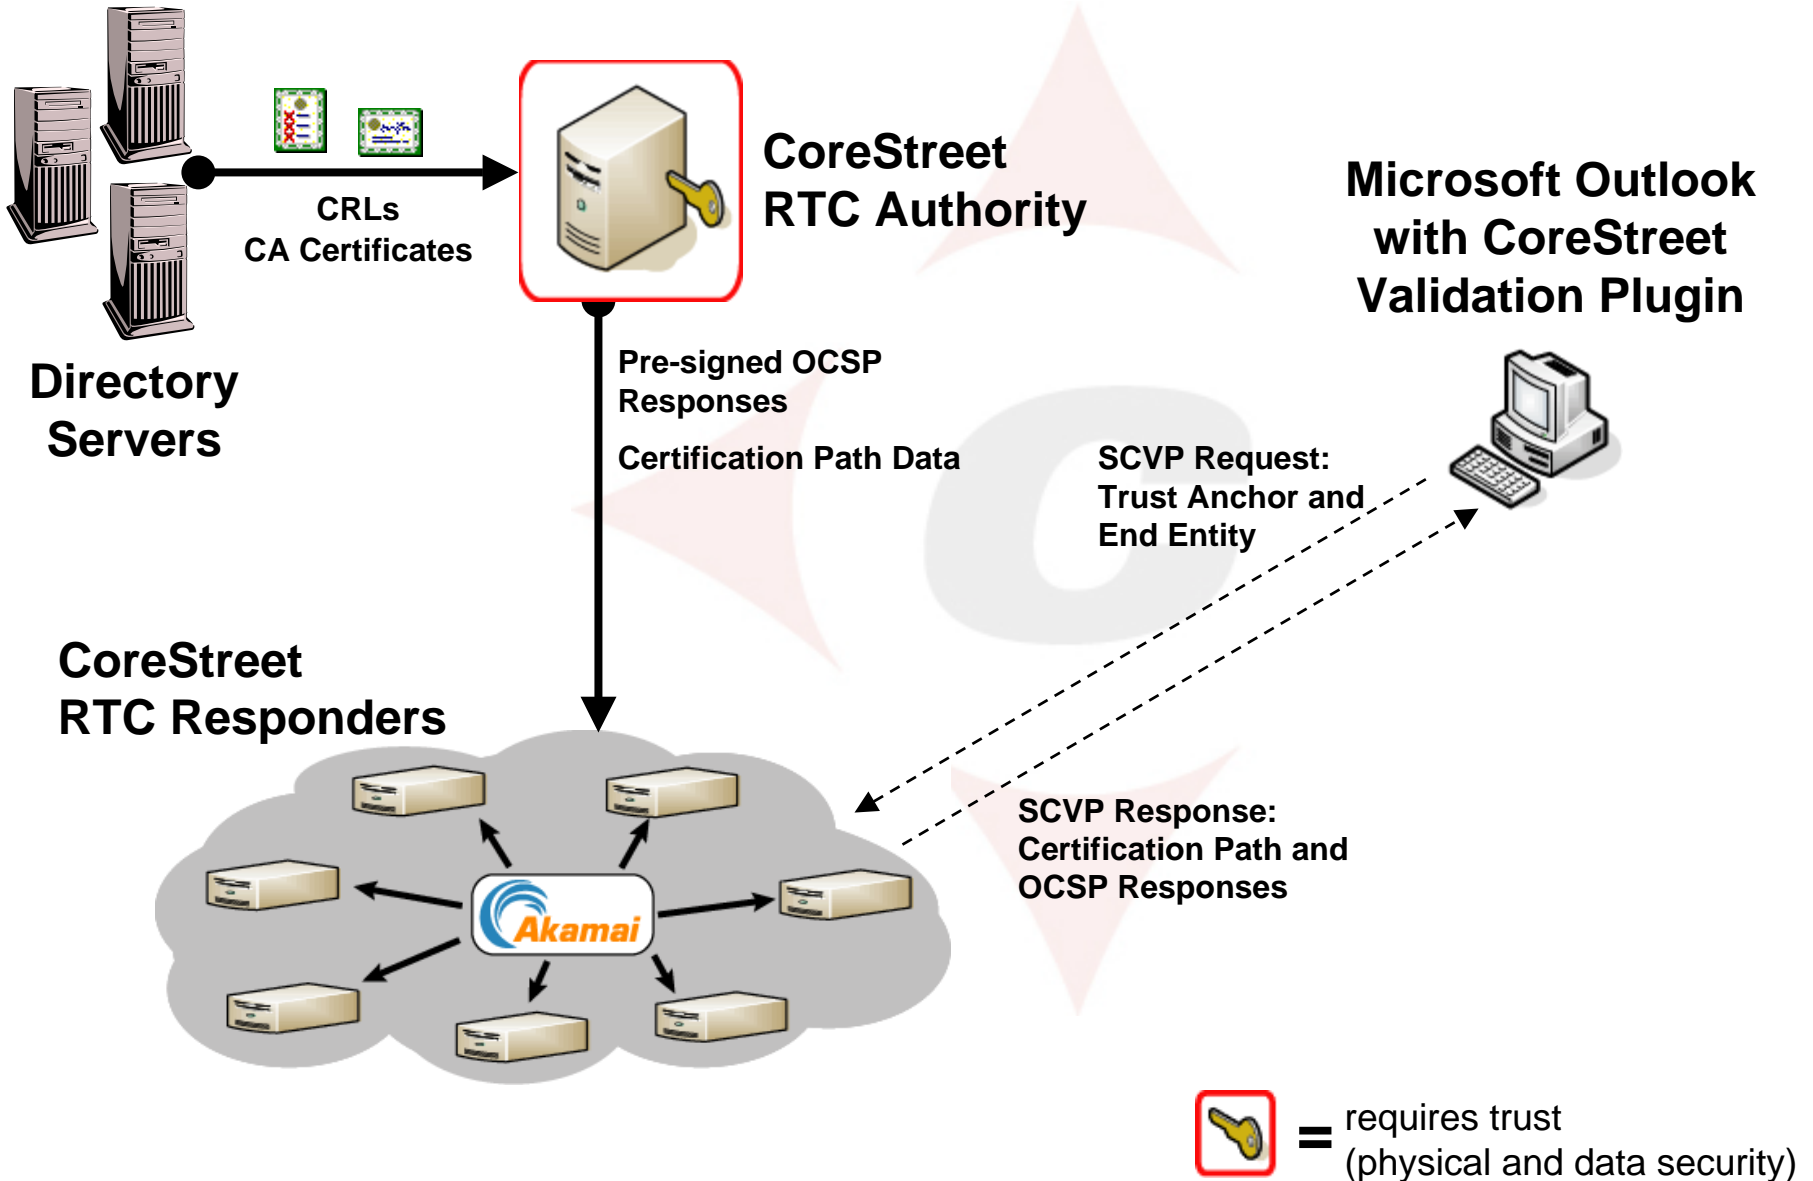 CoreStreet
RTC Authority
CRLs
CA Certificates
Microsoft Outlook
with CoreStreet
Validation Plugin
Directory
Servers
Pre-signed OCSP
Responses
Certification Path Data
SCVP Request:
Trust Anchor and
End Entity
CoreStreet
RTC Responders
SCVP Response:
Certification Path and
OCSP Responses
Akamai
= requires trust
(physical and data security)